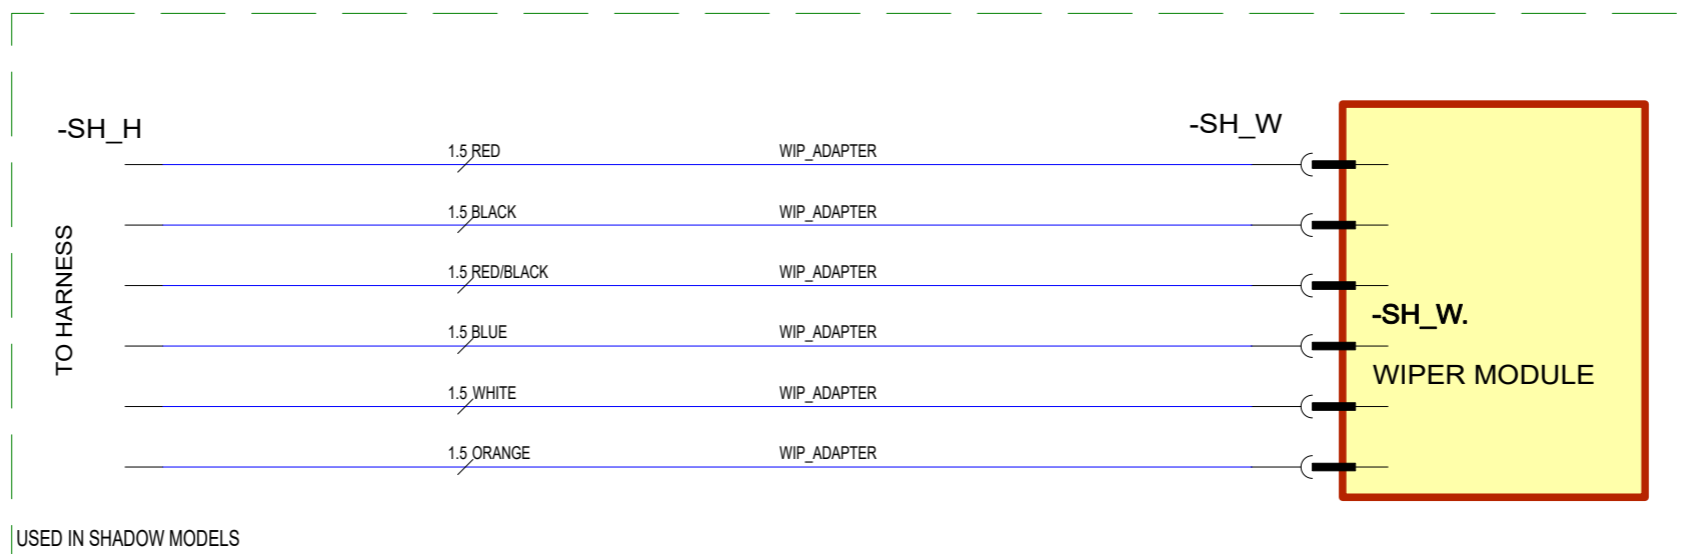 -SH_H
-SH_W
1.5 RED WIP_ADAPTER
1.5 BLACK WIP_ADAPTER
1.5 RED/BLACK WIP_ADAPTER
1.5 BLUE WIP_ADAPTER
1.5 WHITE WIP_ADAPTER
1.5 ORANGE WIP_ADAPTER
TO HARNESS
-SH_W.
WIPER MODULE
USED IN SHADOW MODELS